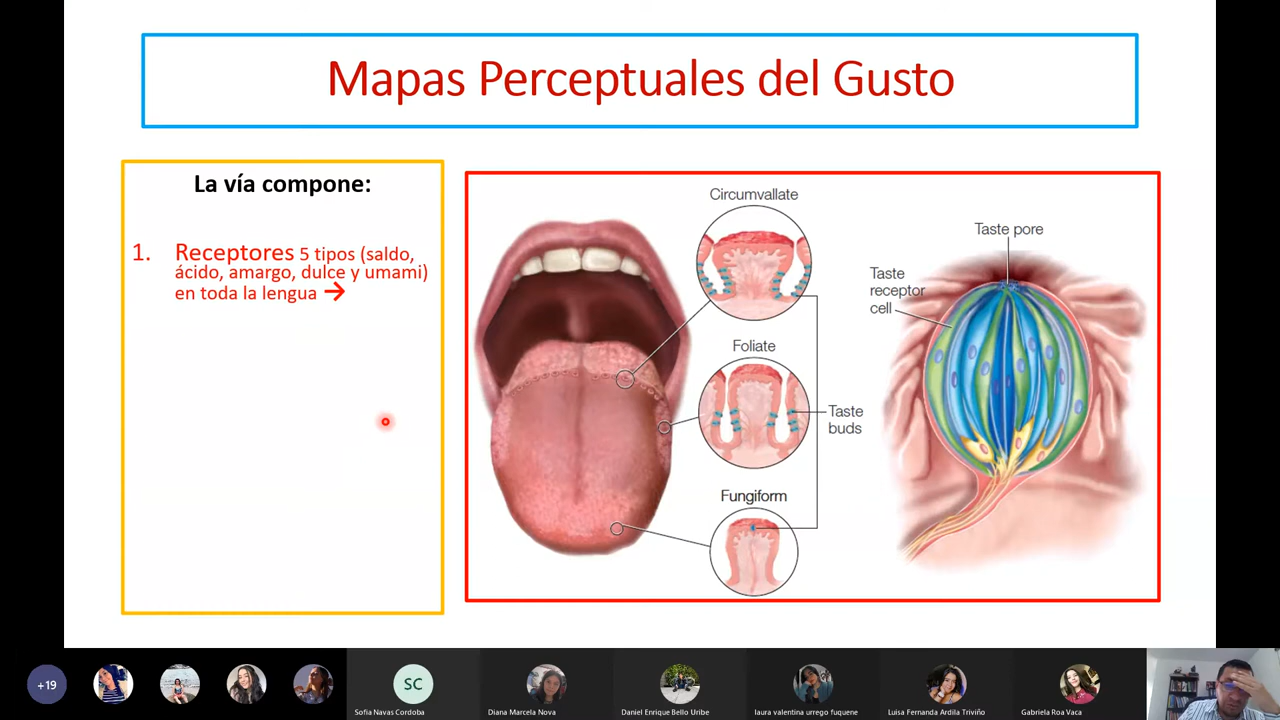 Mapas Perceptuales del Gusto
La vía compone:
1. Receptores 5 tipos (saldo,
ácido, amargo, dulce y umami)
en toda la lengua →
Circumvallate
Foliate
Fungiform
Taste
buds
Taste pore
Taste
receptor
cell
+19
SC
Sofia Navas Cordoba
Diana Marcela Nova
Daniel Enrique Bello Uribe
laura valentina urrego fuquene
Luisa Fernanda Ardila Triviño
Gabriela Roa Vaca